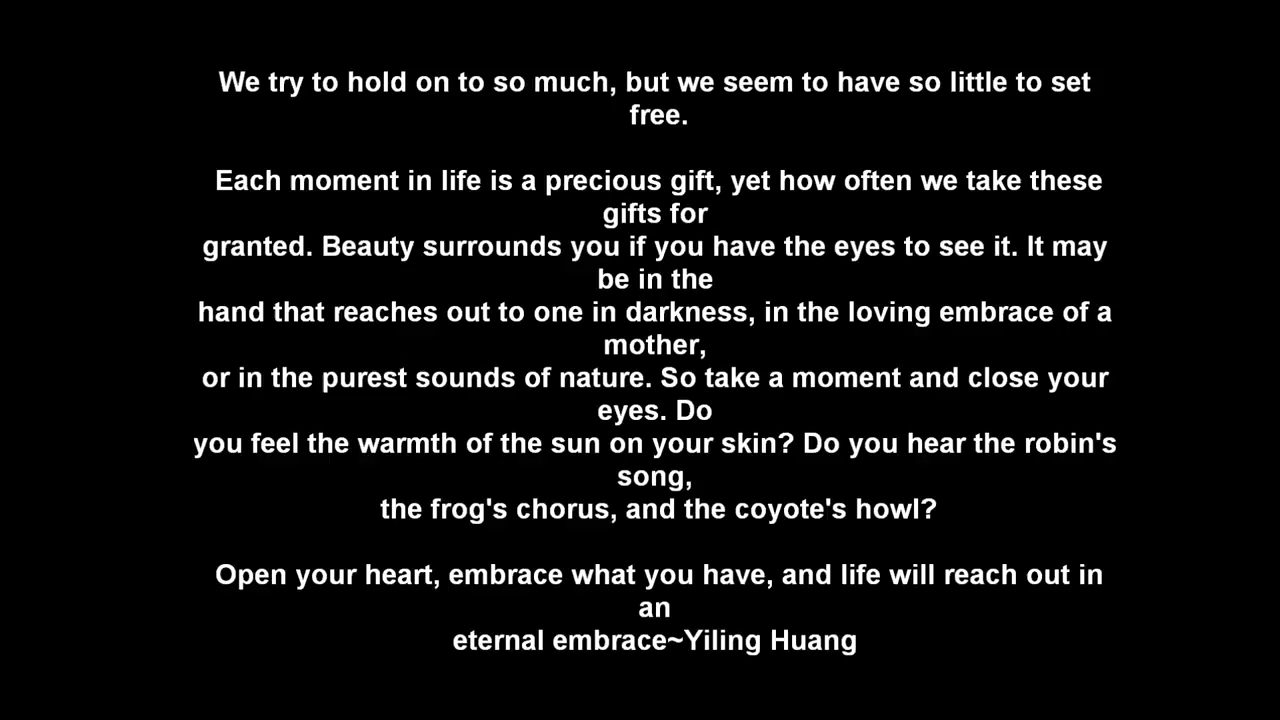 We try to hold on to so much, but we seem to have so little to set
free.
Each moment in life is a precious gift, yet how often we take these
gifts for
granted. Beauty surrounds you if you have the eyes to see it. It may
be in the
hand that reaches out to one in darkness, in the loving embrace of a
mother,
or in the purest sounds of nature. So take a moment and close your
eyes. Do
you feel the warmth of the sun on your skin? Do you hear the robin's
song,
the frog's chorus, and the coyote's howl?
Open your heart, embrace what you have, and life will reach out in
an
eternal embrace~Yiling Huang